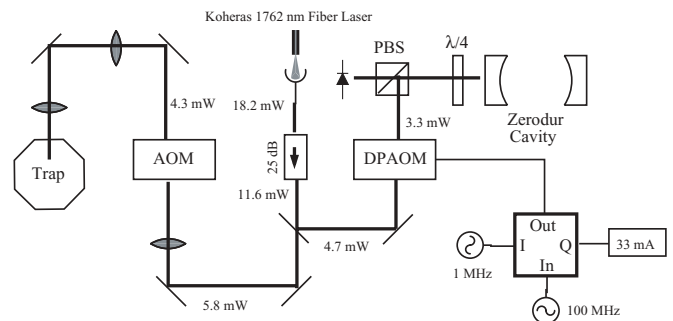 Koheras 1762 nm Fiber Laser
PBS
λ/4
4.3 mW
18.2 mW
3.3 mW
Zerodur
Cavity
Trap
AOM
25 dB
DPAOM
11.6 mW
4.7 mW
Out
I
Q
33 mA
In
1 MHz
5.8 mW
100 MHz